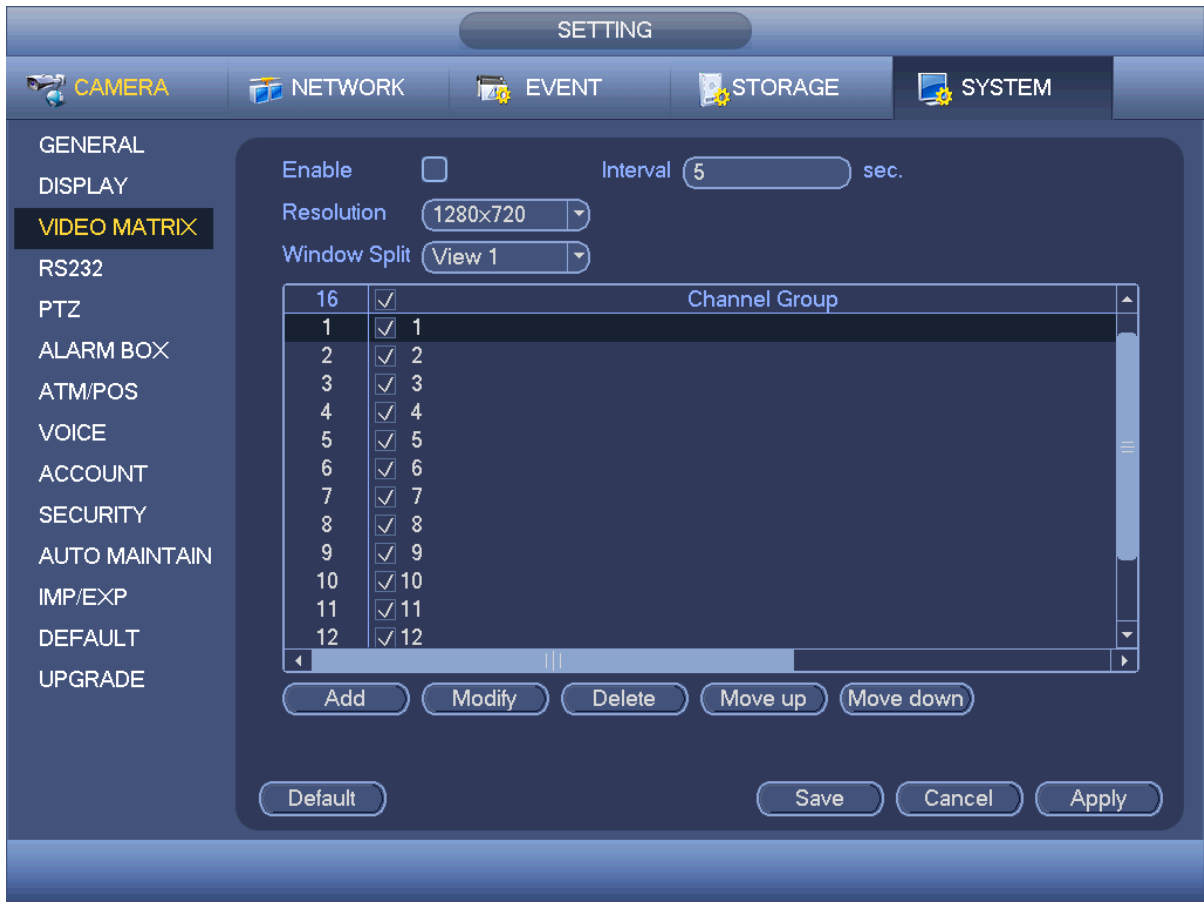 SETTING
CAMERA NETWORK EVENT STORAGE SYSTEM
GENERAL
DISPLAY
VIDEO MATRIX
RS232
PTZ
ALARM BOX
ATM/POS
VOICE
ACCOUNT
SECURITY
AUTO MAINTAIN
IMP/EXP
DEFAULT
UPGRADE
Enable Interval 5 sec.
Resolution 1280×720
Window Split View 1
16 Channel Group
1 1
2 2
3 3
4 4
5 5
6 6
7 7
8 8
9 9
10 10
11 11
12 12
Add Modify Delete Move up Move down
Default Save Cancel Apply